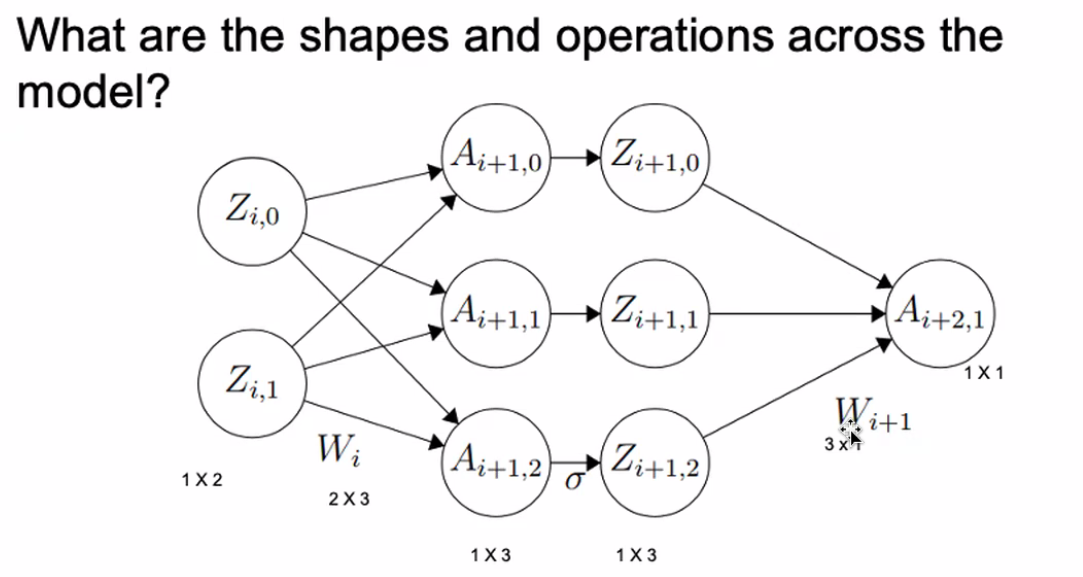 What are the shapes and operations across the
model?
A_{i+1,0}
Z_{i+1,0}
Z_{i,0}
A_{i+1,1}
Z_{i+1,1}
A_{i+2,1}
1 X 1
Z_{i,1}
W_{i+1}
W_i
A_{i+1,2}
σ
Z_{i+1,2}
3 x
1 X 2
2 X 3
1 X 3
1 X 3